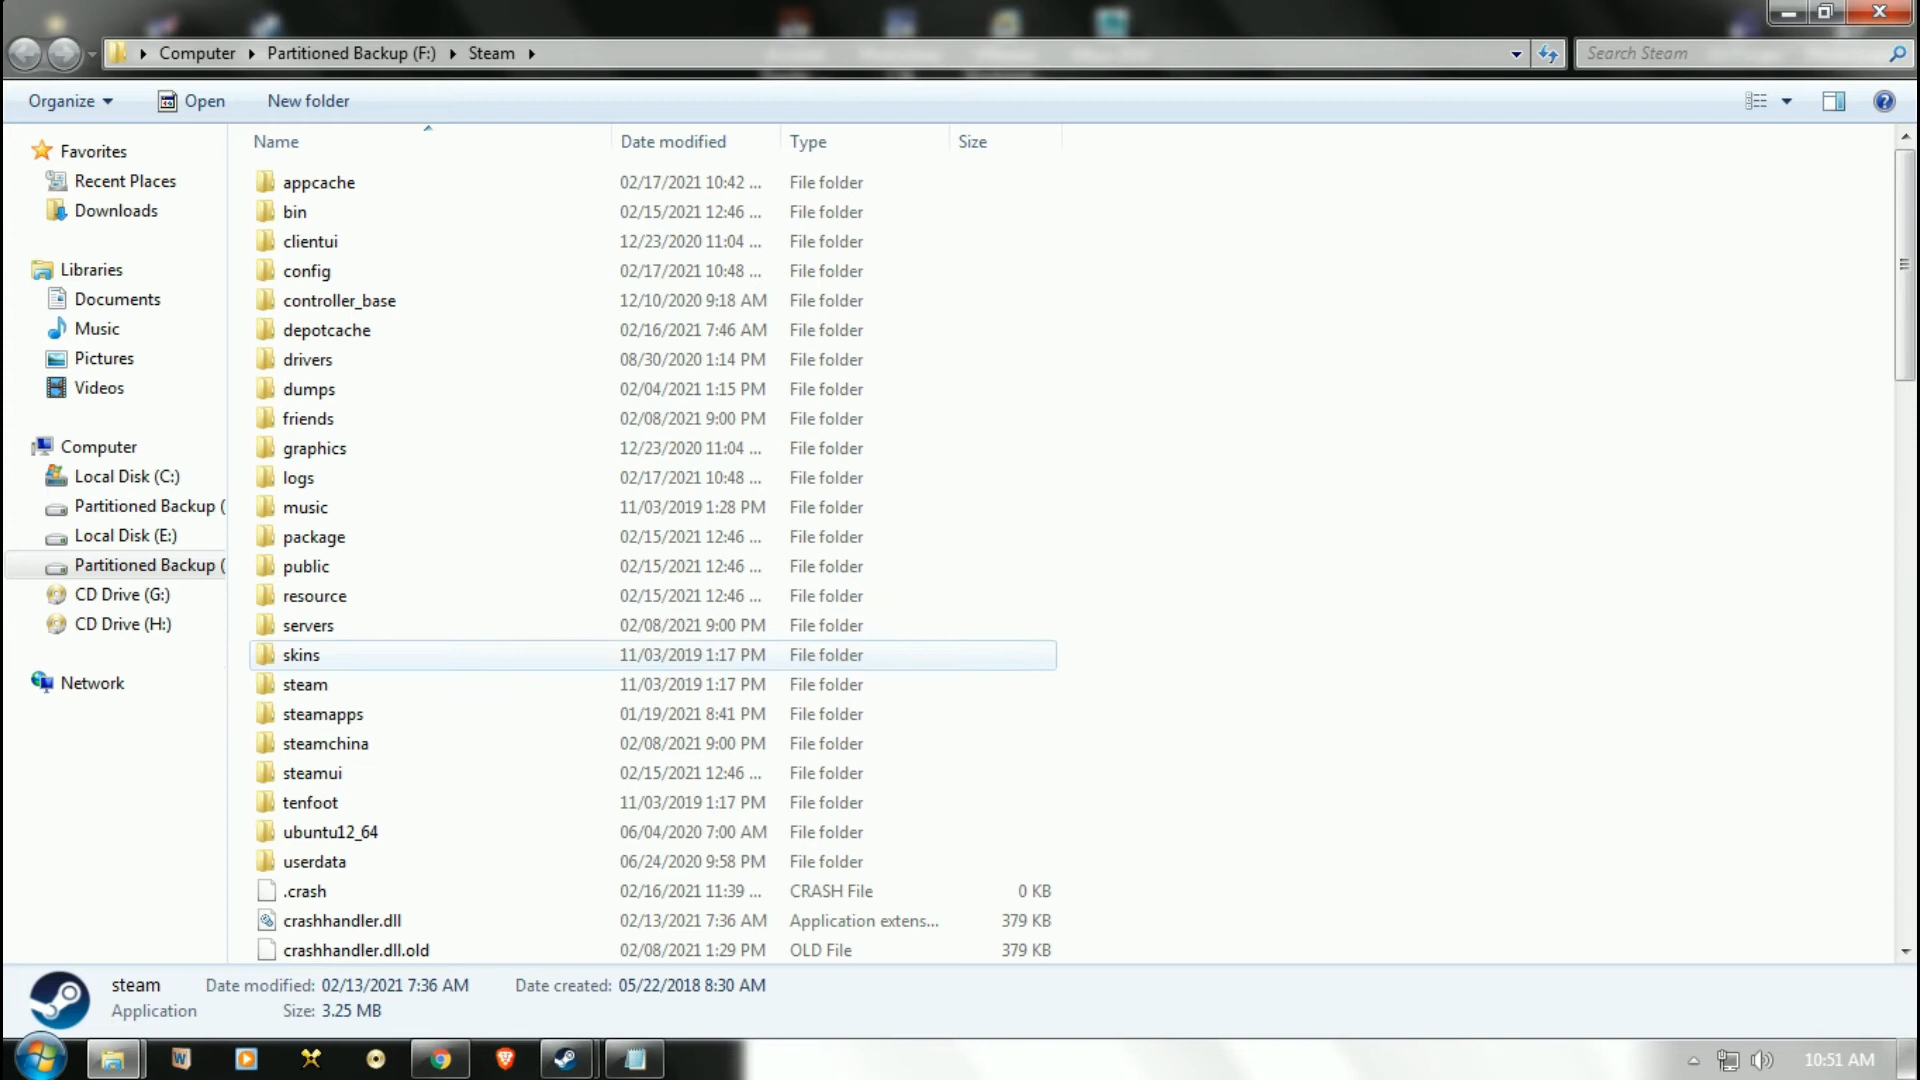 Computer Partitioned Backup (F:) Steam
Search Steam
Organize Open New folder
Name Date modified Type Size
Favorites
Recent Places
Downloads
Libraries
Documents
Music
Pictures
Videos
Computer
Local Disk (C:)
Partitioned Backup (
Local Disk (E:)
Partitioned Backup (
CD Drive (G:)
CD Drive (H:)
Network
appcache 02/17/2021 10:42 ... File folder
bin 02/15/2021 12:46 ... File folder
clientui 12/23/2020 11:04 ... File folder
config 02/17/2021 10:48 ... File folder
controller_base 12/10/2020 9:18 AM File folder
depotcache 02/16/2021 7:46 AM File folder
drivers 08/30/2020 1:14 PM File folder
dumps 02/04/2021 1:15 PM File folder
friends 02/08/2021 9:00 PM File folder
graphics 12/23/2020 11:04 ... File folder
logs 02/17/2021 10:48 ... File folder
music 11/03/2019 1:28 PM File folder
package 02/15/2021 12:46 ... File folder
public 02/15/2021 12:46 ... File folder
resource 02/15/2021 12:46 ... File folder
servers 02/08/2021 9:00 PM File folder
skins 11/03/2019 1:17 PM File folder
steam 11/03/2019 1:17 PM File folder
steamapps 01/19/2021 8:41 PM File folder
steamchina 02/08/2021 9:00 PM File folder
steamui 02/15/2021 12:46 ... File folder
tenfoot 11/03/2019 1:17 PM File folder
ubuntu12_64 06/04/2020 7:00 AM File folder
userdata 06/24/2020 9:58 PM File folder
.crash 02/16/2021 11:39 ... CRASH File 0 KB
crashhandler.dll 02/13/2021 7:36 AM Application extens... 379 KB
crashhandler.dll.old 02/08/2021 1:29 PM OLD File 379 KB
steam Date modified: 02/13/2021 7:36 AM Date created: 05/22/2018 8:30 AM
Application Size: 3.25 MB
10:51 AM